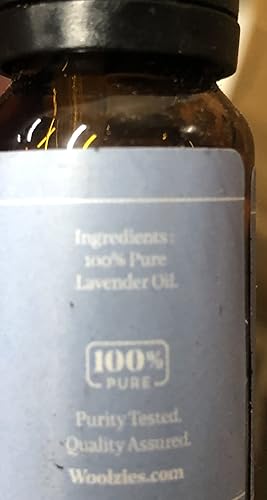 Ingredients:
100% Pure
Lavender Oil.
100%
PURE
Purity Tested.
Quality Assured.
Woolzies.com